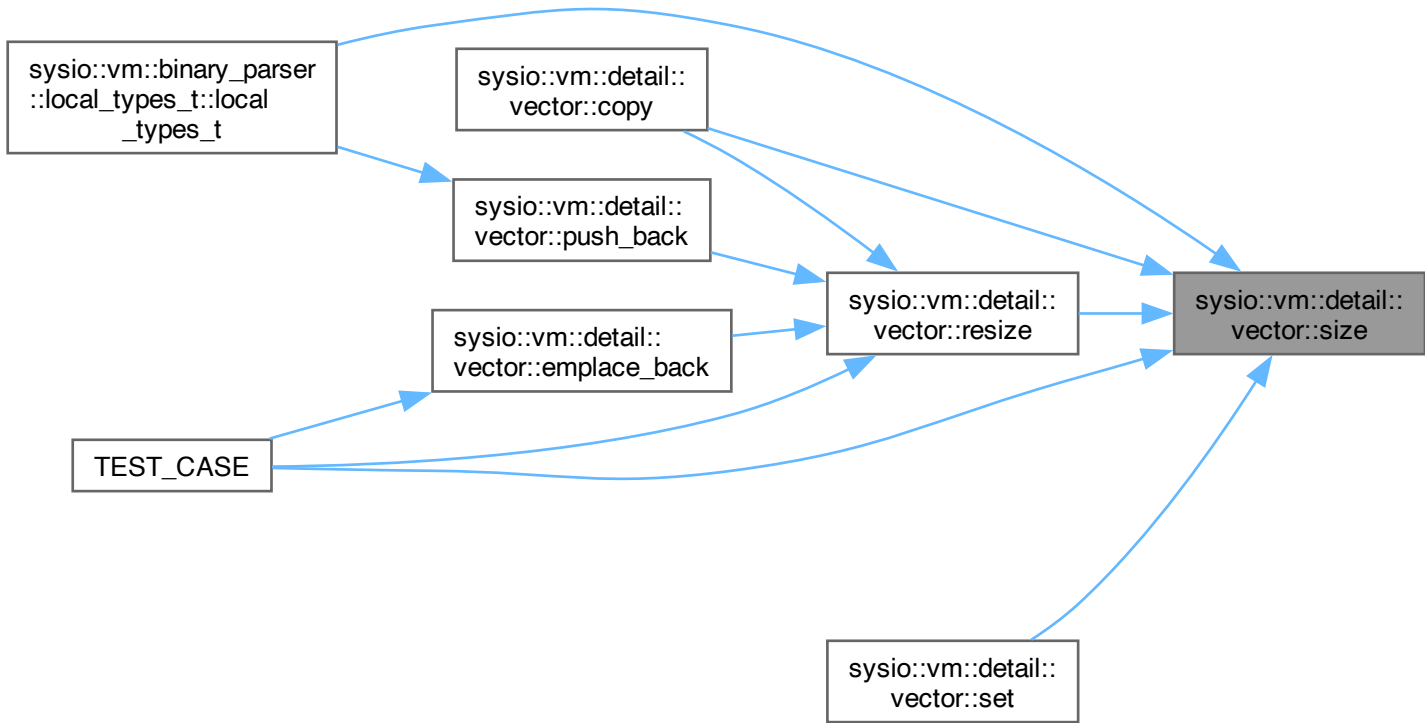 sysio::vm::binary_parser
::local_types_t::local
_types_t
sysio::vm::detail::
vector::copy
sysio::vm::detail::
vector::push_back
sysio::vm::detail::
vector::resize
sysio::vm::detail::
vector::size
sysio::vm::detail::
vector::emplace_back
TEST_CASE
sysio::vm::detail::
vector::set